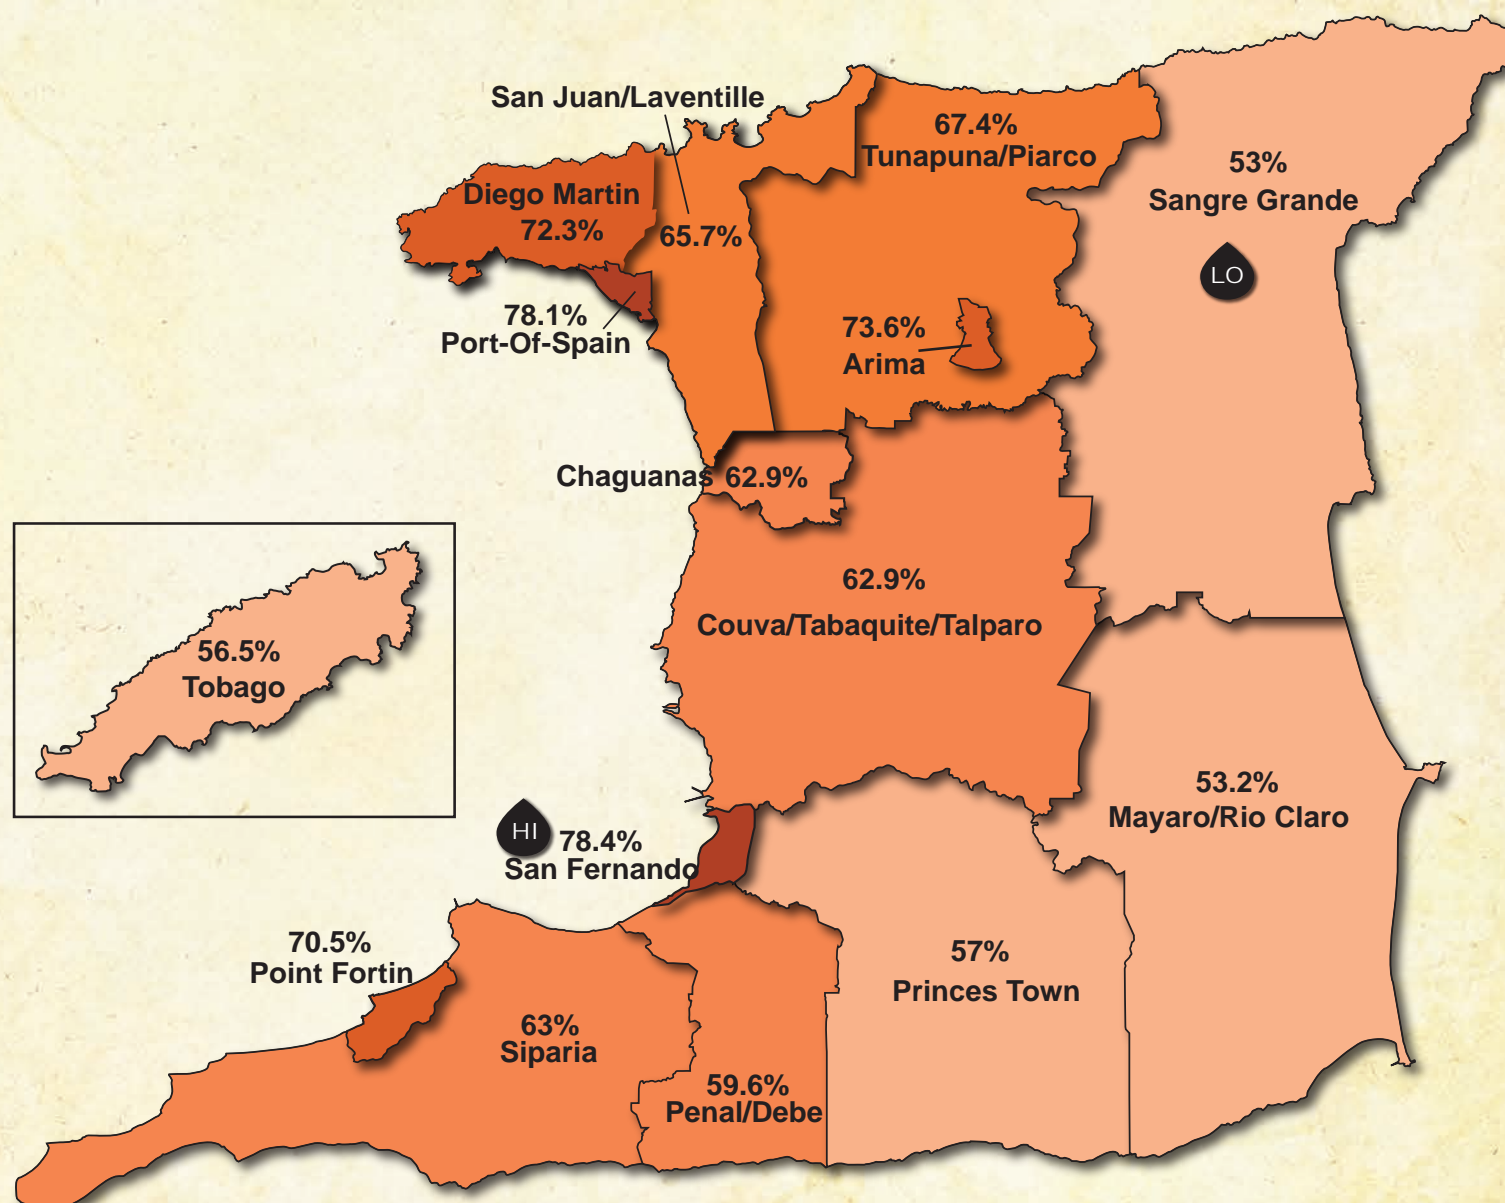 San Juan/Laventille
67.4%
Tunapuna/Piarco
53%
Sangre Grande
LO
Diego Martin
72.3%
65.7%
78.1%
Port-Of-Spain
73.6%
Arima
Chaguanas 62.9%
62.9%
Couva/Tabaquite/Talparo
56.5%
Tobago
53.2%
Mayaro/Rio Claro
HI
78.4%
San Fernando
70.5%
Point Fortin
57%
Princes Town
63%
Siparia
59.6%
Penal/Debe